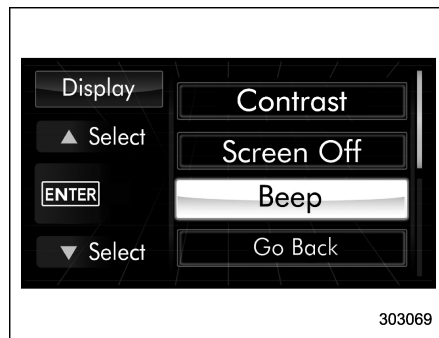 Display
▲ Select
ENTER
▼ Select
Contrast
Screen Off
Beep
Go Back
303069